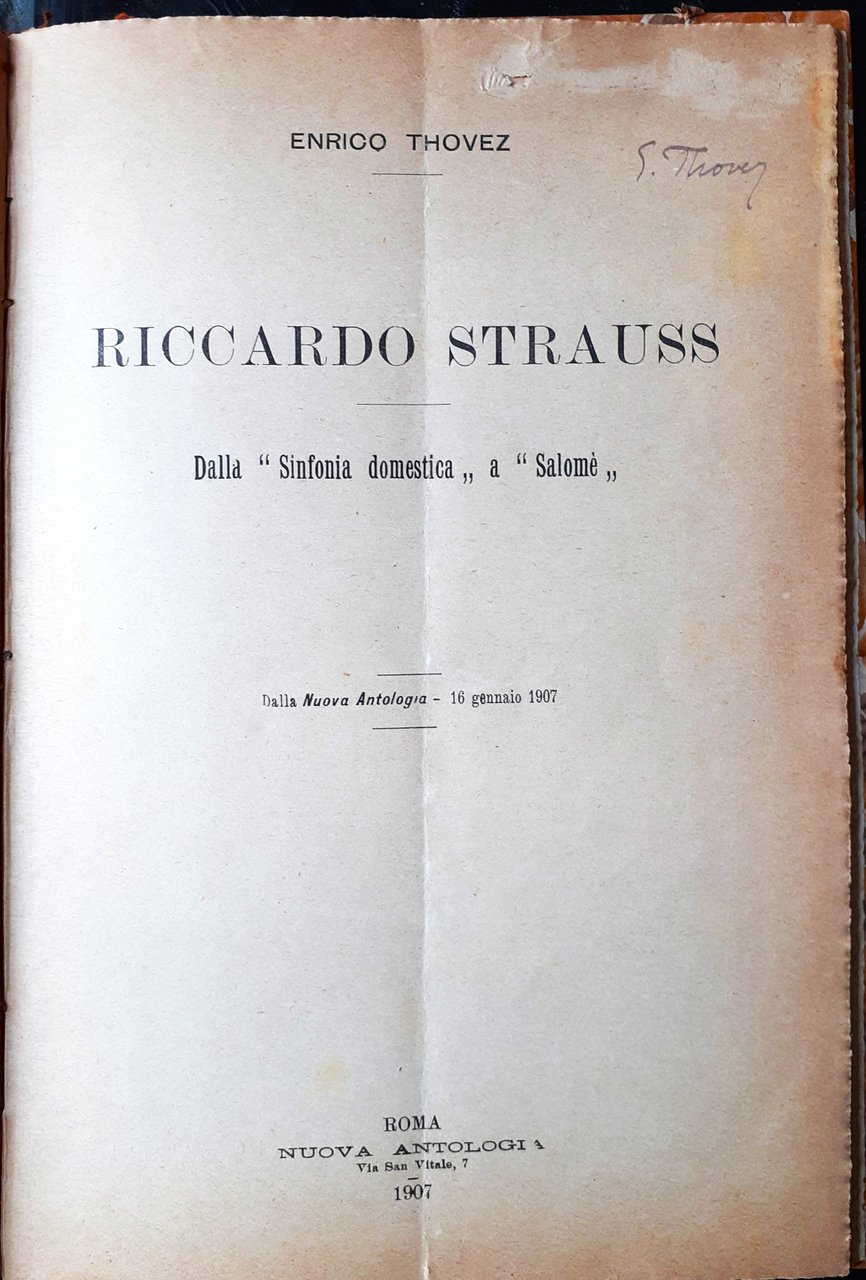 ENRICO THOVEZ
S. Thovez
RICCARDO STRAUSS
Dalla “ Sinfonia domestica „ a “ Salomè „
Dalla Nuova Antologia - 16 gennaio 1907
ROMA
NUOVA ANTOLOGIA
Via San Vitale, 7
1907